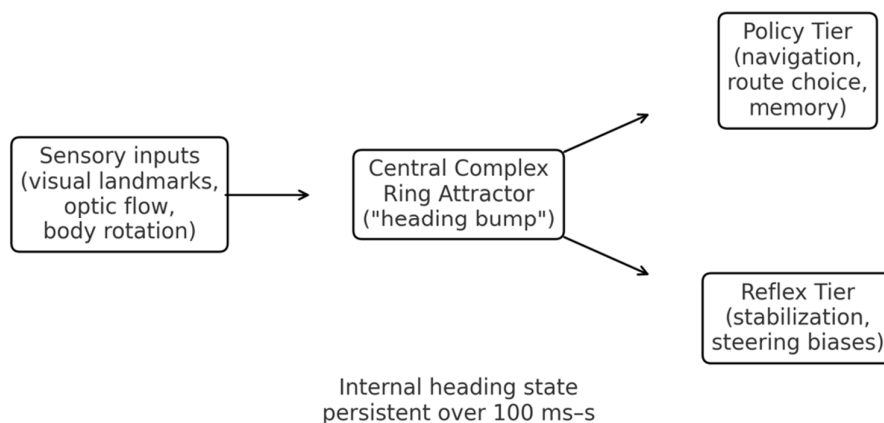 Sensory inputs
(visual landmarks,
optic flow,
body rotation)
Central Complex
Ring Attractor
("heading bump")
Policy Tier
(navigation,
route choice,
memory)
Reflex Tier
(stabilization,
steering biases)
Internal heading state
persistent over 100 ms–s